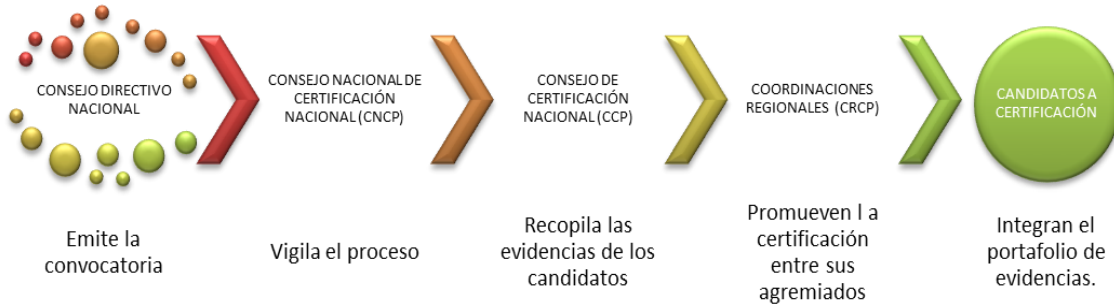 CONSEJO DIRECTIVO
NACIONAL
CONSEJO NACIONAL DE
CERTIFICACIÓN
NACIONAL (CNCP)
CONSEJO DE
CERTIFICACIÓN
NACIONAL (CCP)
COORDINACIONES
REGIONALES (CRCP)
CANDIDATOS A
CERTIFICACIÓN
Emite la
convocatoria
Vigila el proceso
Recopila las
evidencias de los
candidatos
Promueven l a
certificación
entre sus
agremiados
Integran el
portafolio de
evidencias.